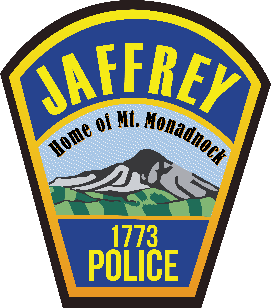 JAFFREY
Home of Mt. Monadnock
1773
POLICE